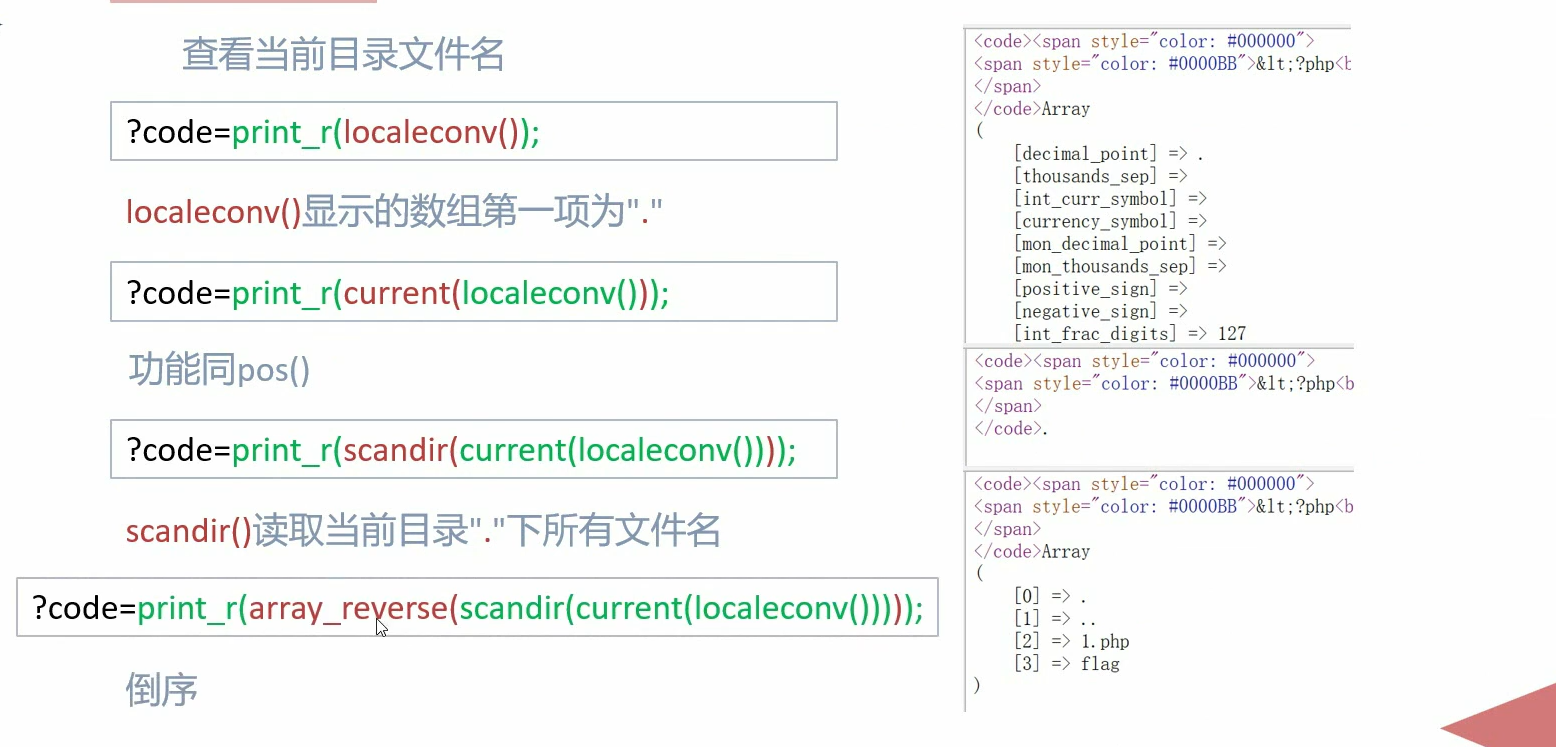 查看当前目录文件名
?code=print_r(localeconv());
localeconv()显示的数组第一项为"."
?code=print_r(current(localeconv()));
功能同pos()
?code=print_r(scandir(current(localeconv())));
scandir()读取当前目录"."下所有文件名
?code=print_r(array_reverse(scandir(current(localeconv()))));
倒序
<code><span style="color: #000000">
<span style="color: #0000BB">&lt;?php<b
</span>
</code>Array
(
[decimal_point] => .
[thousands_sep] =>
[int_curr_symbol] =>
[currency_symbol] =>
[mon_decimal_point] =>
[mon_thousands_sep] =>
[positive_sign] =>
[negative_sign] =>
[int_frac_digits] => 127
<code><span style="color: #000000">
<span style="color: #0000BB">&lt;?php<b
</span>
</code>.
<code><span style="color: #000000">
<span style="color: #0000BB">&lt;?php<b
</span>
</code>Array
(
[0] => .
[1] => ..
[2] => 1.php
[3] => flag
)